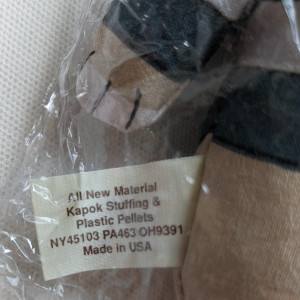 All New Material
Kapok Stuffing &
Plastic Pellets
NY45103 PA463 OH9391
Made in USA